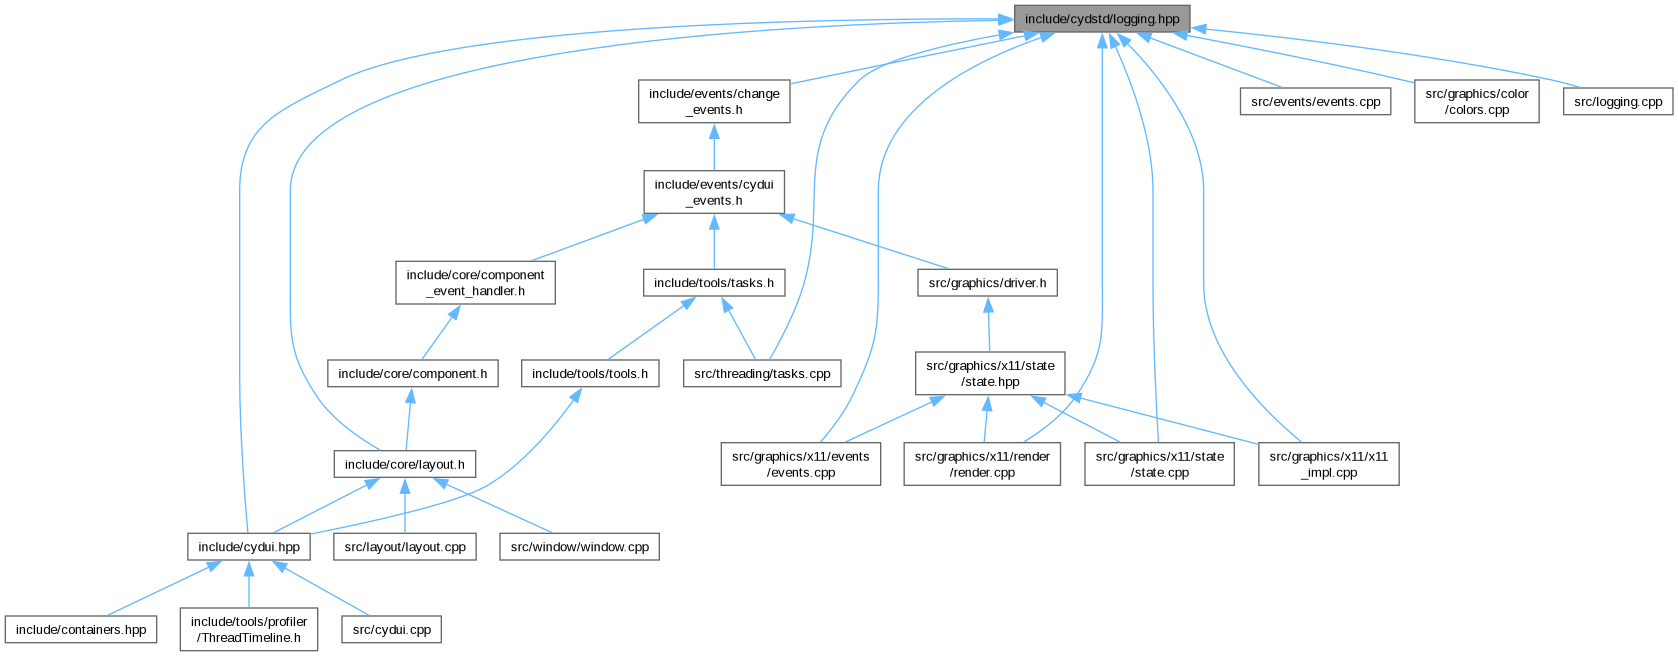 include/cydstd/logging.hpp
include/events/change
_events.h
src/events/events.cpp
src/graphics/color
/colors.cpp
src/logging.cpp
include/events/cydui
_events.h
include/core/component
_event_handler.h
include/tools/tasks.h
src/graphics/driver.h
include/core/component.h
include/tools/tools.h
src/threading/tasks.cpp
src/graphics/x11/state
/state.hpp
include/core/layout.h
src/graphics/x11/events
/events.cpp
src/graphics/x11/render
/render.cpp
src/graphics/x11/state
/state.cpp
src/graphics/x11/x11
_impl.cpp
include/cydui.hpp
src/layout/layout.cpp
src/window/window.cpp
include/containers.hpp
include/tools/profiler
/ThreadTimeline.h
src/cydui.cpp